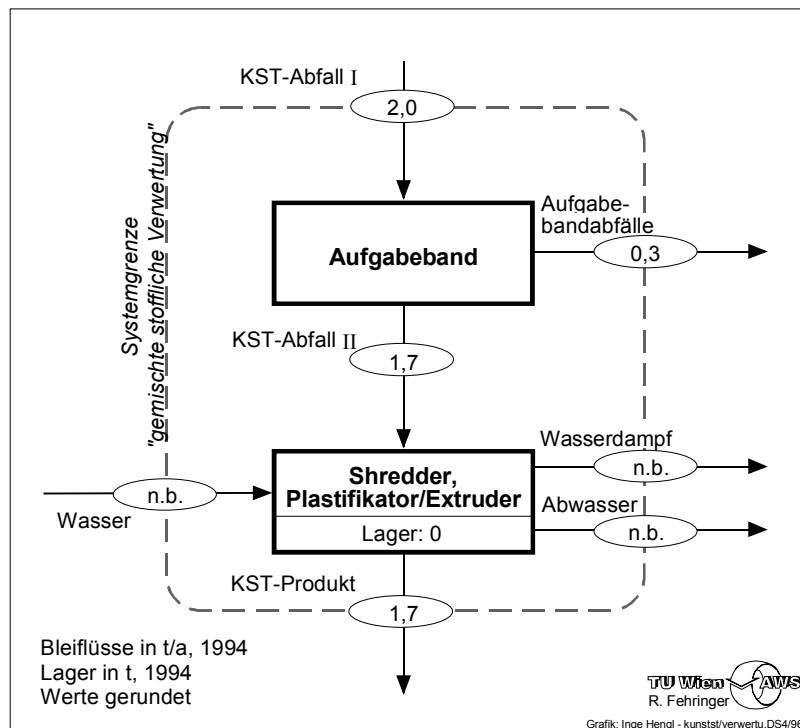 KST-Abfall I
2,0
Systemgrenze
"gemischte stoffliche Verwertung"
Aufgabe-
bandabfälle
Aufgabeband
0,3
KST-Abfall II
1,7
Wasserdampf
n.b.
Shredder,
Plastifikator/Extruder
n.b.
Wasser
Abwasser
Lager: 0
n.b.
KST-Produkt
1,7
Bleiflüsse in t/a, 1994
Lager in t, 1994
Werte gerundet
TU Wien AWS
R. Fehringer
Grafik: Inge Hengl - kunstst/verwertu.DS4/96